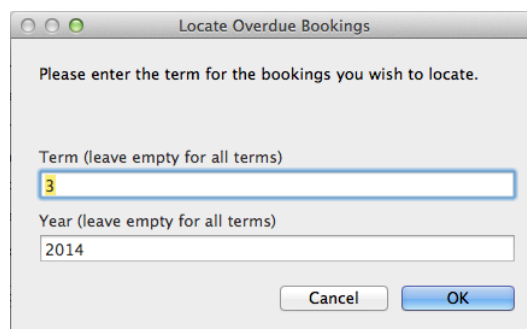 Locate Overdue Bookings
Please enter the term for the bookings you wish to locate.
Term (leave empty for all terms)
3
Year (leave empty for all terms)
2014
Cancel
OK